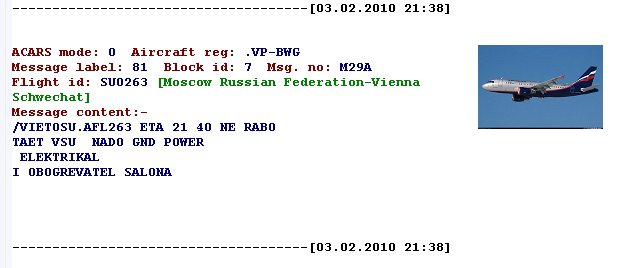 -------------------------------------[03.02.2010 21:38]
ACARS mode: 0  Aircraft reg: .VP-BWG
Message label: 81  Block id: 7  Msg. no: M29A
Flight id: SU0263 [Moscow Russian Federation-Vienna
Schwechat]
Message content:-
/VIETOSU.AFL263 ETA 21 40 NE RABO
TAET VSU  NADO GND POWER
 ELEKTRIKAL
I OBOGREVATEL SALONA
-------------------------------------[03.02.2010 21:38]